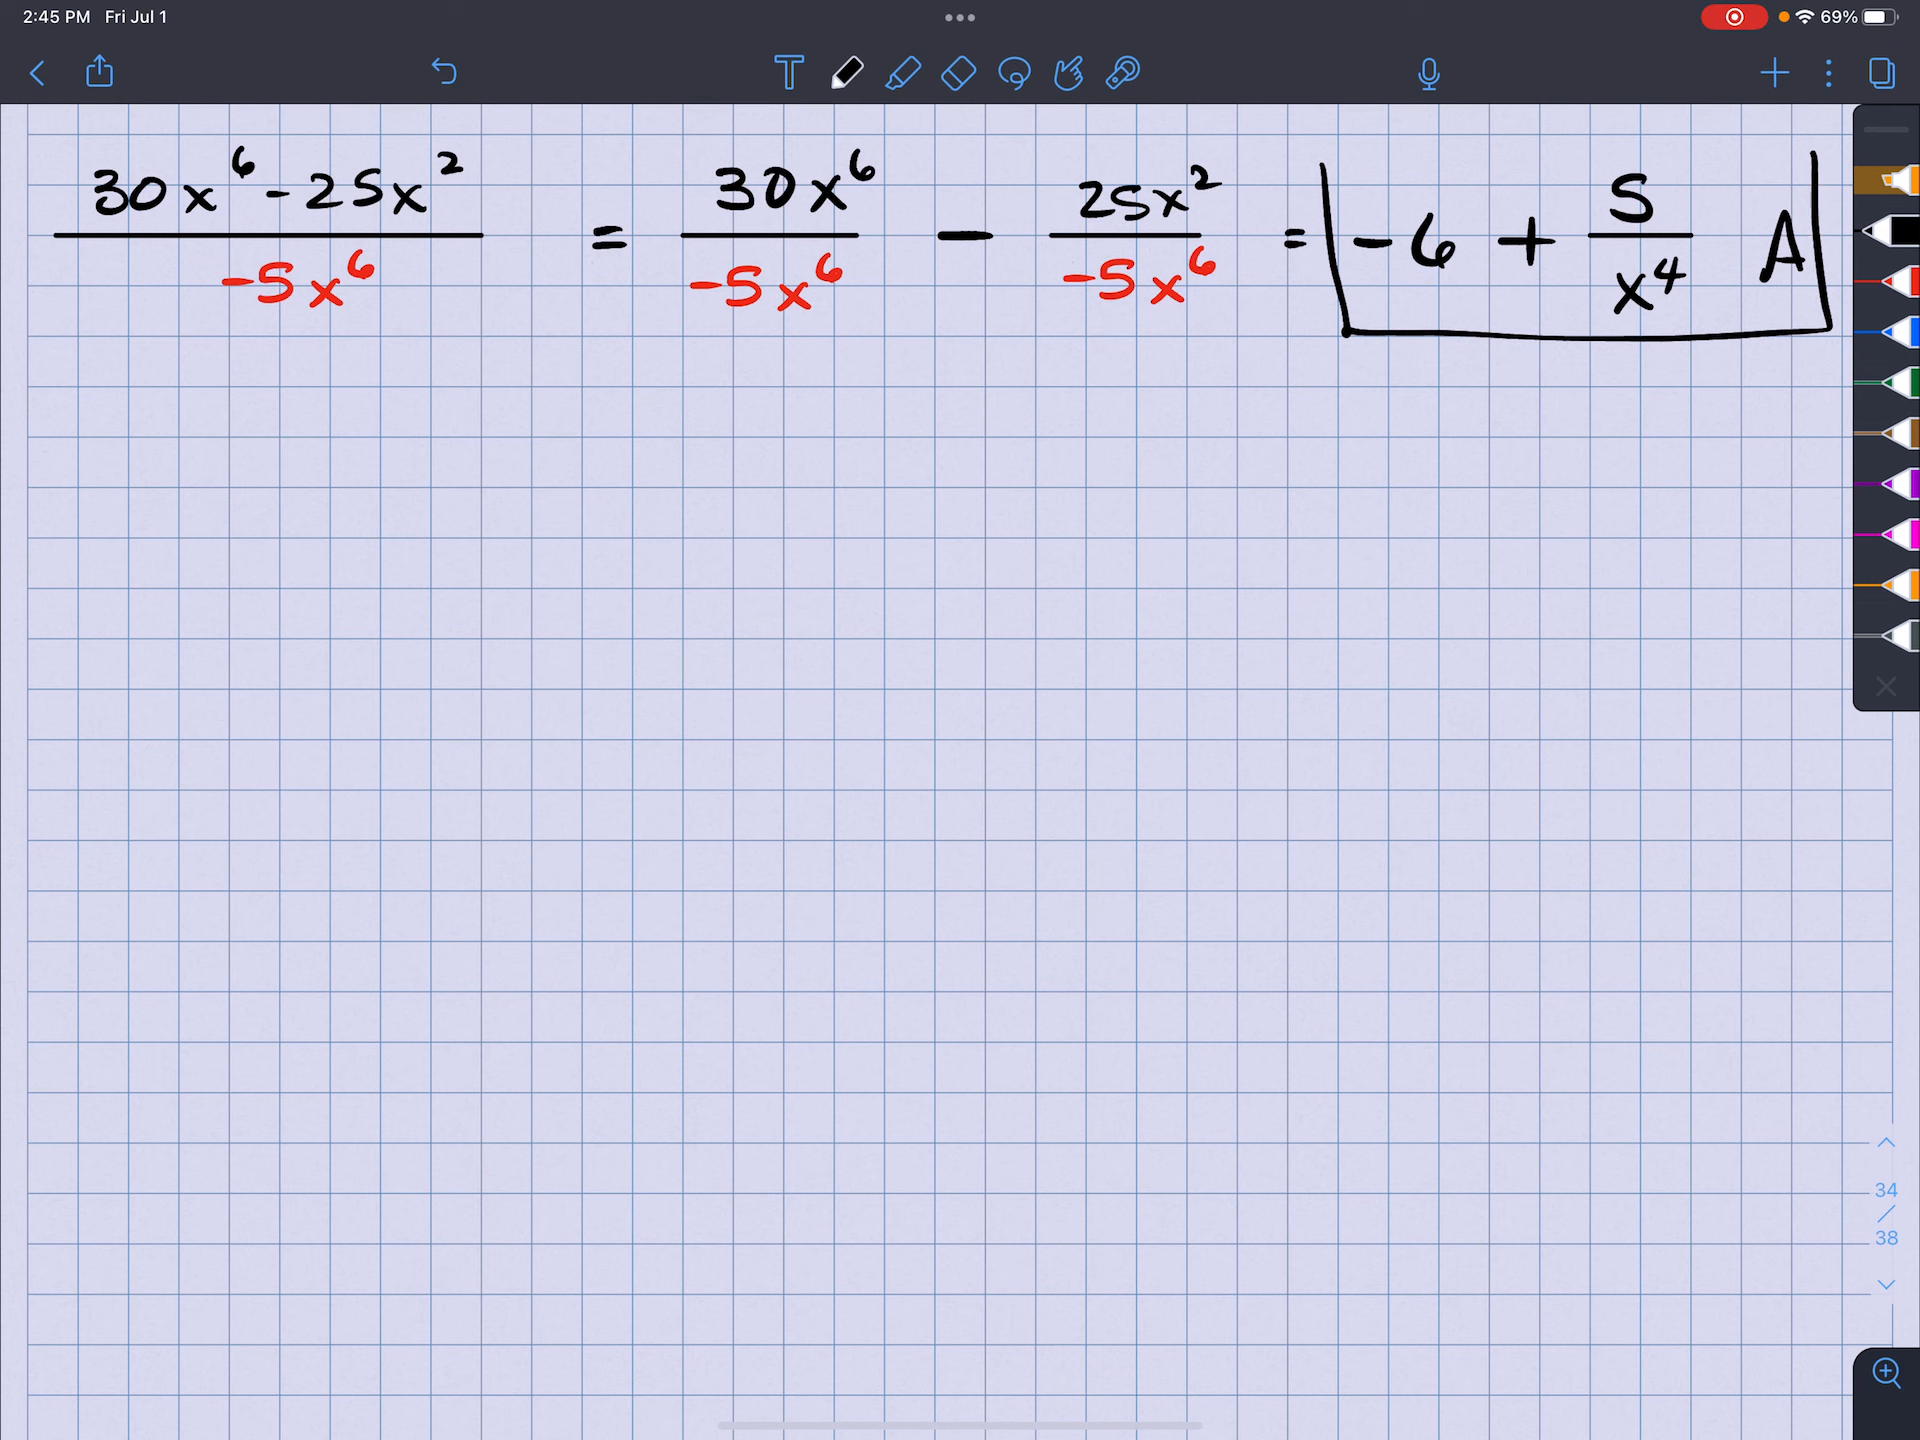 2:45 PM Fri Jul 1
69%
T
30x⁶ - 25x² / -5x⁶ = 30x⁶ / -5x⁶ - 25x² / -5x⁶ = -6 + 5 / x⁴ A
34
/
38